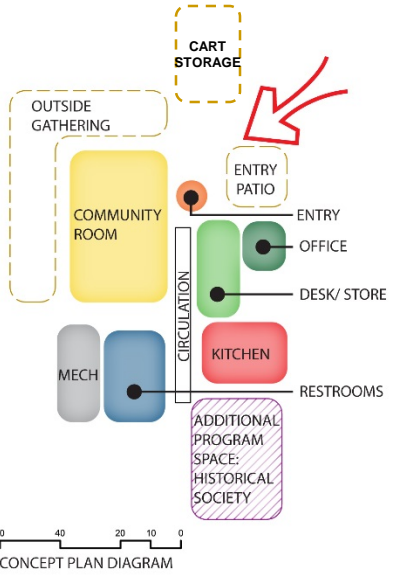 CART
STORAGE
OUTSIDE
GATHERING
ENTRY
PATIO
COMMUNITY
ROOM
ENTRY
OFFICE
DESK/ STORE
CIRCULATION
KITCHEN
MECH
RESTROOMS
ADDITIONAL
PROGRAM
SPACE:
HISTORICAL
SOCIETY
0 40 20 10 0
CONCEPT PLAN DIAGRAM